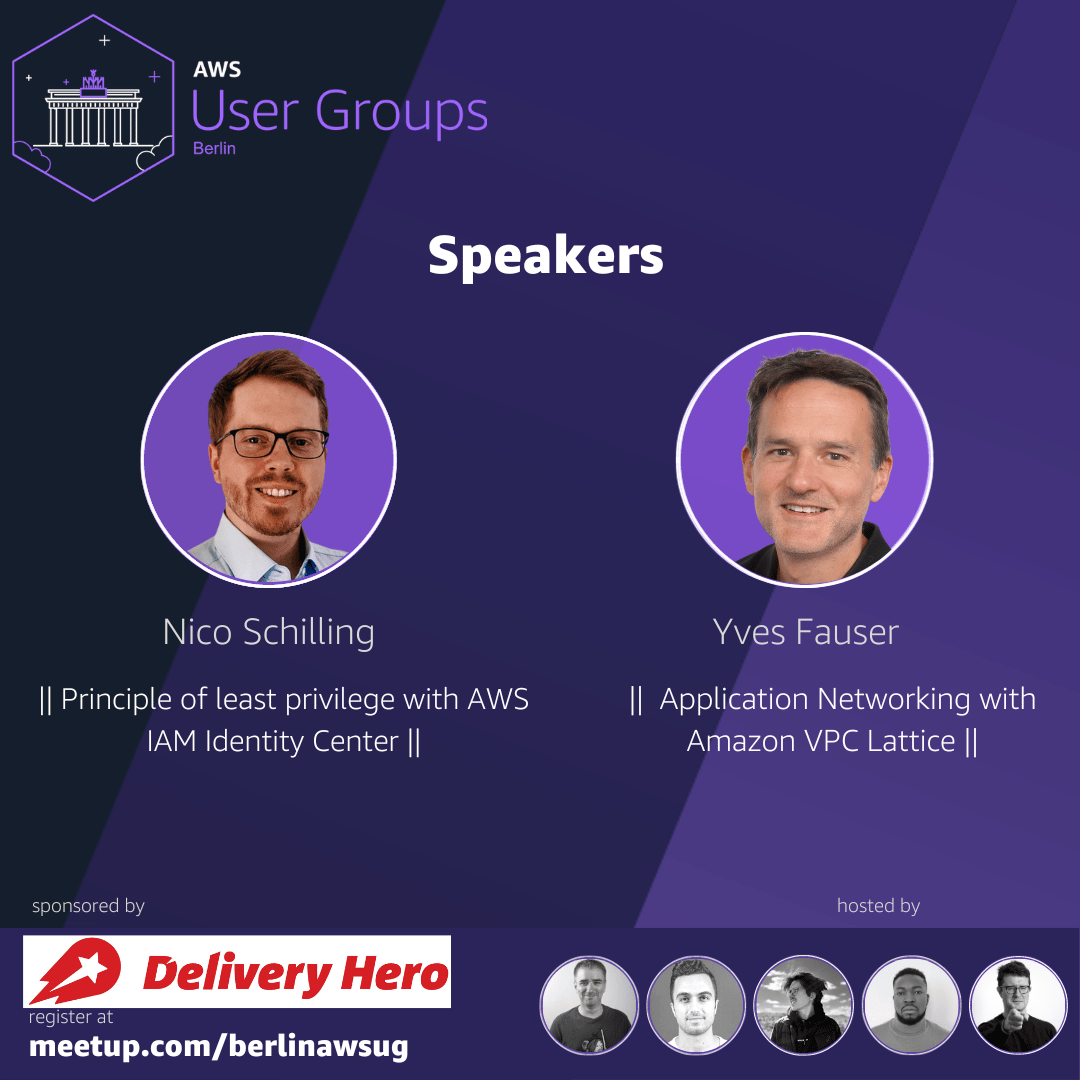 AWS
User Groups
Berlin
Speakers
Nico Schilling
Yves Fauser
|| Principle of least privilege with AWS
IAM Identity Center ||
|| Application Networking with
Amazon VPC Lattice ||
sponsored by
hosted by
Delivery Hero
register at
meetup.com/berlinawsug